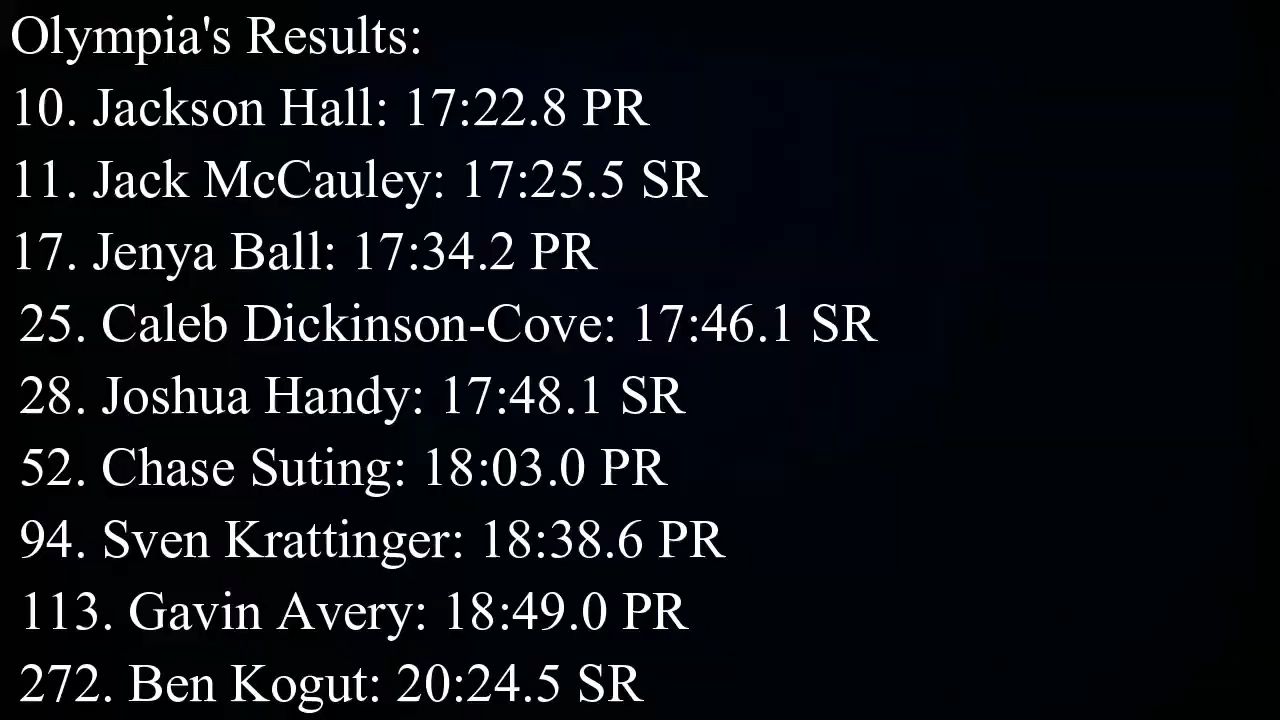 Olympia's Results:
10. Jackson Hall: 17:22.8 PR
11. Jack McCauley: 17:25.5 SR
17. Jenya Ball: 17:34.2 PR
25. Caleb Dickinson-Cove: 17:46.1 SR
28. Joshua Handy: 17:48.1 SR
52. Chase Suting: 18:03.0 PR
94. Sven Krattinger: 18:38.6 PR
113. Gavin Avery: 18:49.0 PR
272. Ben Kogut: 20:24.5 SR